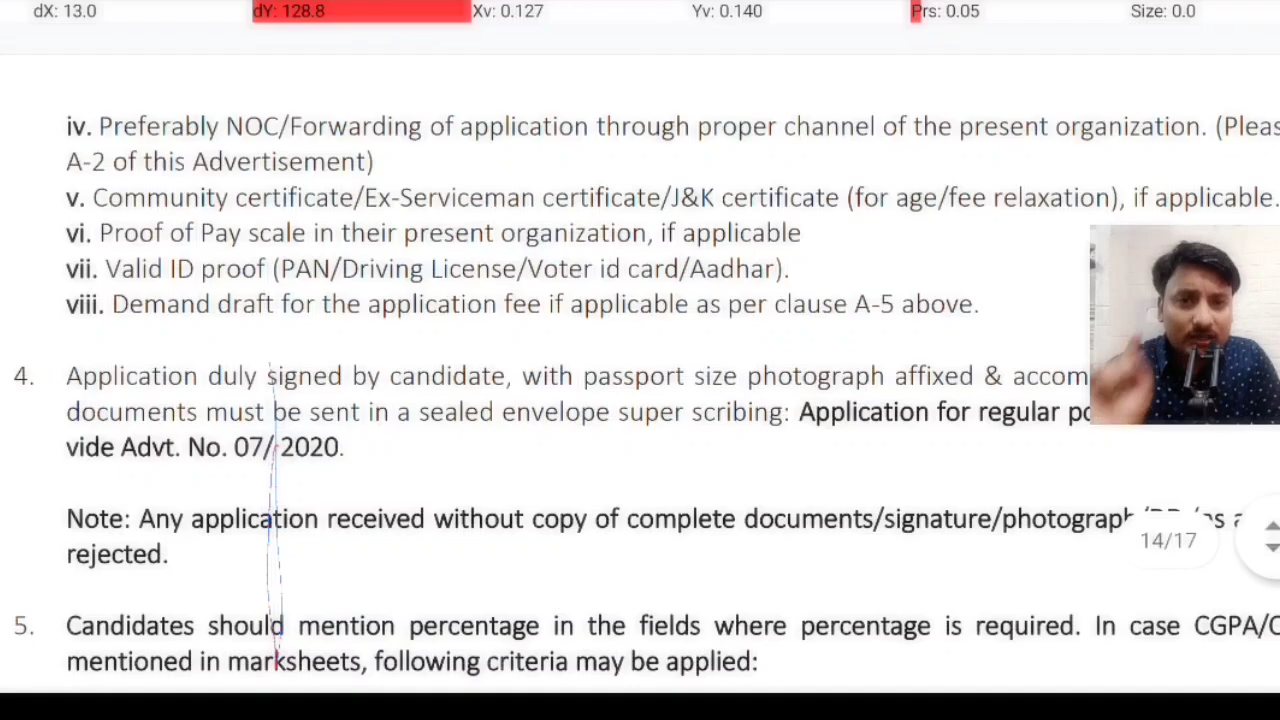 dX: 13.0 dY: 128.8 Xv: 0.127 Yv: 0.140 Prs: 0.05 Size: 0.0
iv. Preferably NOC/Forwarding of application through proper channel of the present organization. (Pleas
A-2 of this Advertisement)
v. Community certificate/Ex-Serviceman certificate/J&K certificate (for age/fee relaxation), if applicable.
vi. Proof of Pay scale in their present organization, if applicable
vii. Valid ID proof (PAN/Driving License/Voter id card/Aadhar).
viii. Demand draft for the application fee if applicable as per clause A-5 above.
4. Application duly signed by candidate, with passport size photograph affixed & accom
documents must be sent in a sealed envelope super scribing: Application for regular po
vide Advt. No. 07/ 2020.
Note: Any application received without copy of complete documents/signature/photograph
14/17
rejected.
5. Candidates should mention percentage in the fields where percentage is required. In case CGPA/
mentioned in marksheets, following criteria may be applied: